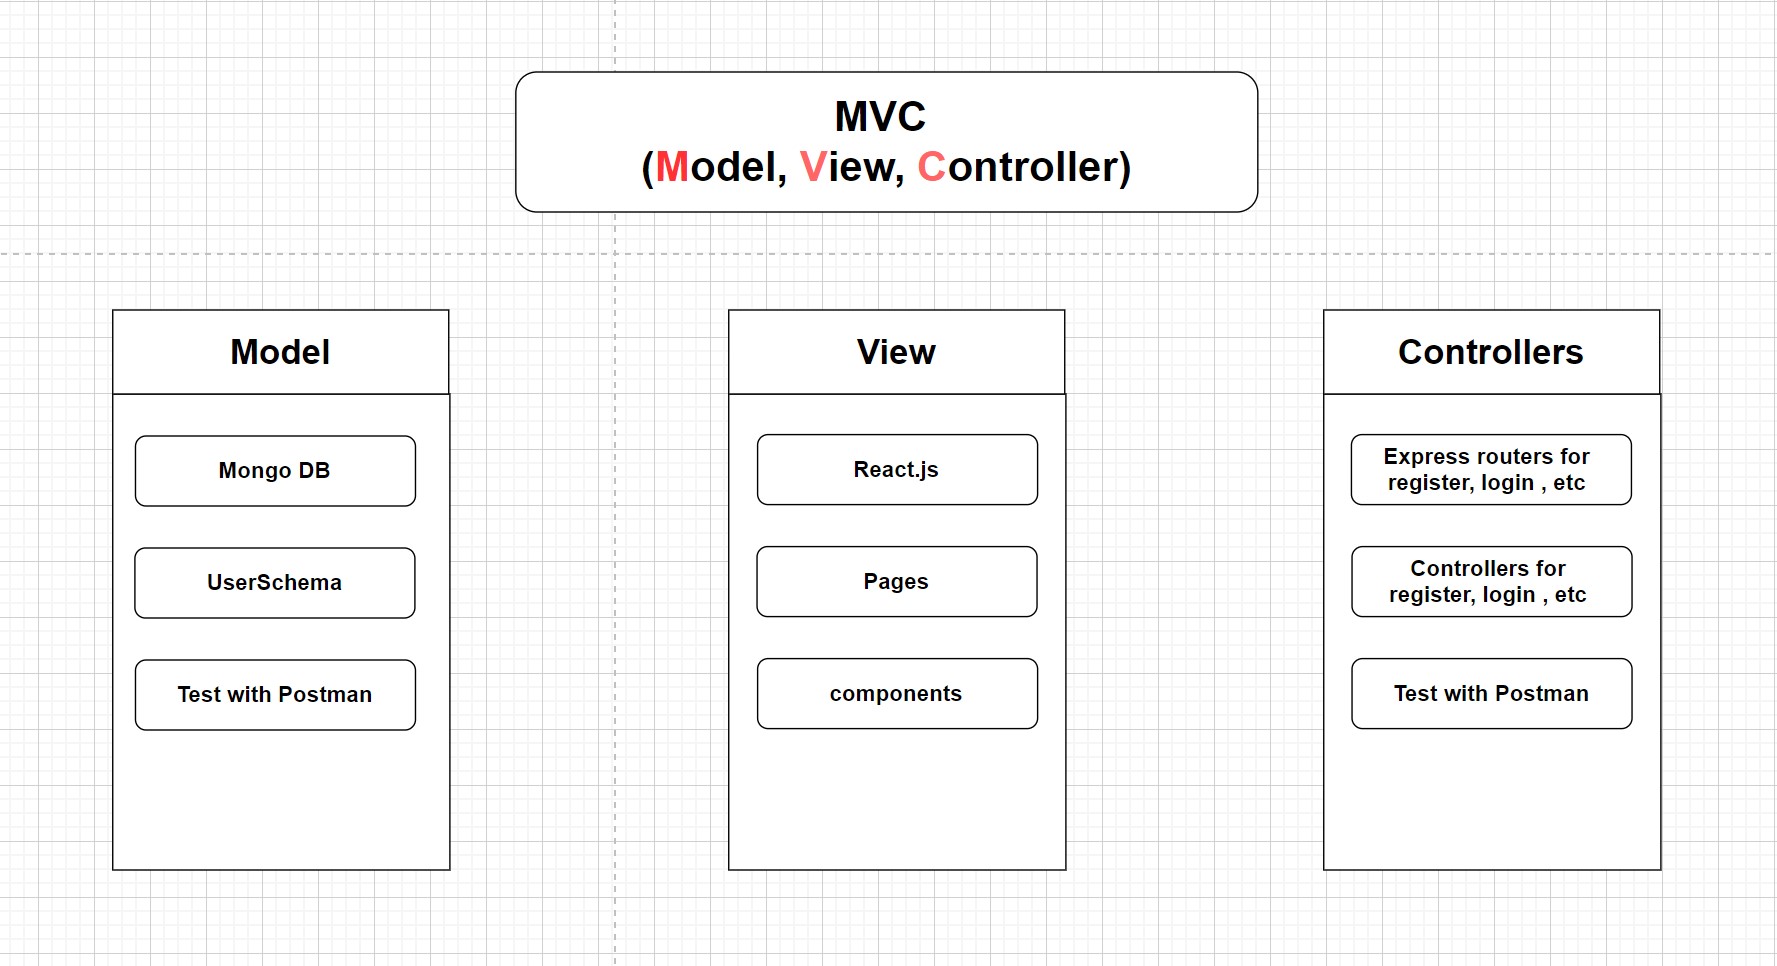 MVC
(Model, View, Controller)
Model
Mongo DB
UserSchema
Test with Postman
View
React.js
Pages
components
Controllers
Express routers for
register, login , etc
Controllers for
register, login , etc
Test with Postman